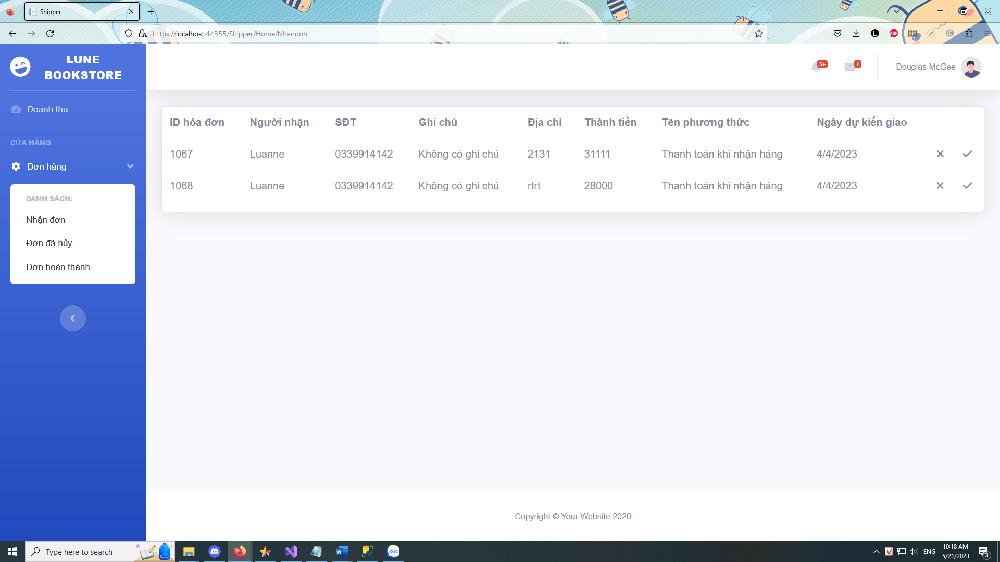 Shipper
https://localhost:44355/Shipper/Home/Nhandon
L
ABP
LUNE
BOOKSTORE
3+
7
Douglas McGee
Doanh thu
CỬA HÀNG
Đơn hàng
DANH SÁCH:
Nhận đơn
Đơn đã hủy
Đơn hoàn thành
ID hóa đơn Người nhận SĐT Ghi chú Địa chỉ Thành tiền Tên phương thức Ngày dự kiến giao
1067 Luanne 0339914142 Không có ghi chú 2131 31111 Thanh toán khi nhận hàng 4/4/2023
1068 Luanne 0339914142 Không có ghi chú rtrt 28000 Thanh toán khi nhận hàng 4/4/2023
Copyright © Your Website 2020
Type here to search
W
Zalo
V
ENG
10:18 AM
5/21/2023
3